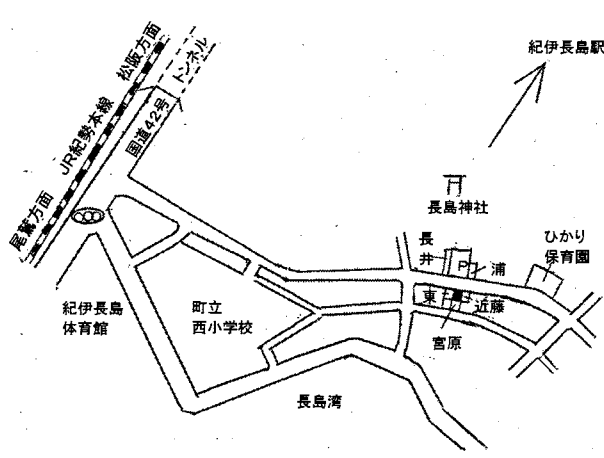 紀伊長島駅
松阪方面
トンネル
JR紀勢本線
国道42号
尾鷲方面
長島神社
長井
P
浦
ひかり
保育園
東
近藤
宮原
紀伊長島
体育館
町立
西小学校
長島湾